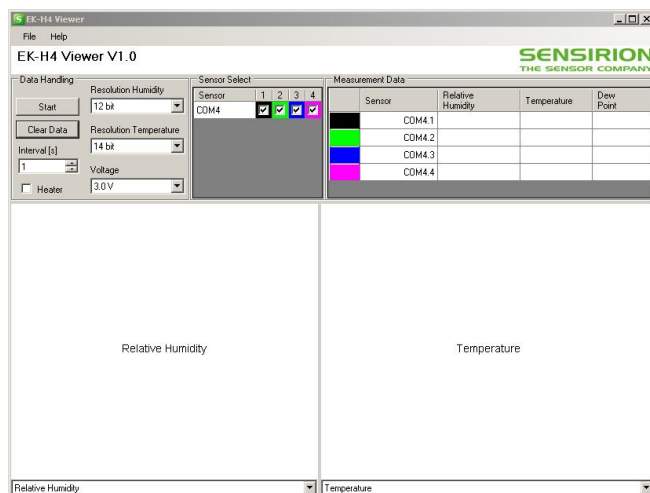 EK-H4 Viewer
File Help
EK-H4 Viewer V1.0
SENSIRION
THE SENSOR COMPANY
Data Handling
Start
Clear Data
Interval [s]
1
Heater
Resolution Humidity
12 bit
Resolution Temperature
14 bit
Voltage
3.0 V
Sensor Select
Sensor 1 2 3 4
COM4
Measurement Data
Sensor Relative Humidity Temperature Dew Point
COM4.1
COM4.2
COM4.3
COM4.4
Relative Humidity
Temperature
Relative Humidity
Temperature